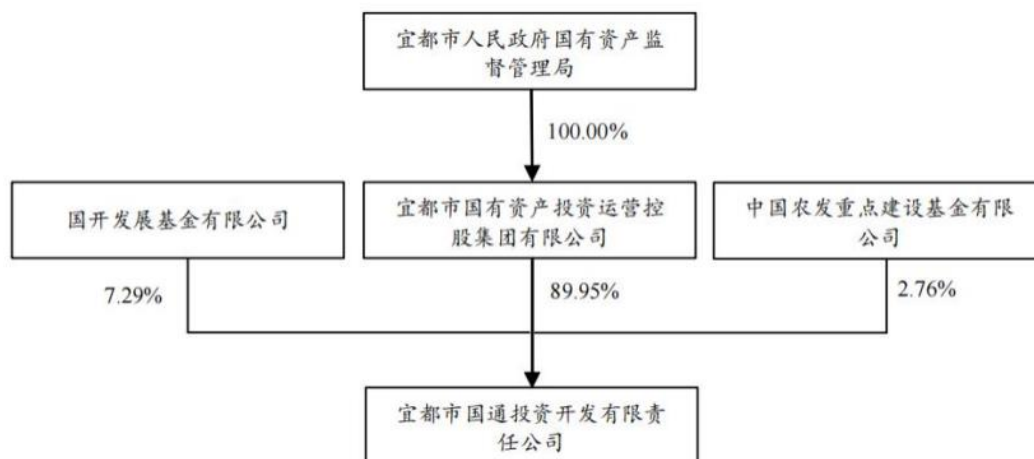 宜都市人民政府国有资产监
督管理局
100.00%
国开发展基金有限公司
宜都市国有资产投资运营控
股集团有限公司
中国农发重点建设基金有限
公司
7.29%
89.95%
2.76%
宜都市国通投资开发有限责
任公司